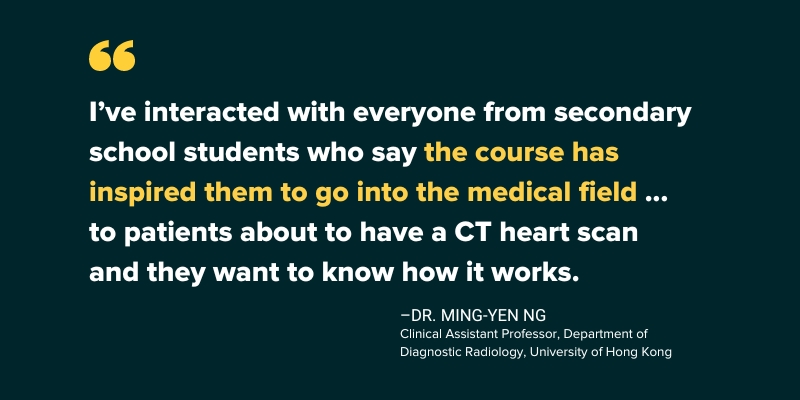 “
I’ve interacted with everyone from secondary
school students who say the course has
inspired them to go into the medical field ...
to patients about to have a CT heart scan
and they want to know how it works.
–DR. MING-YEN NG
Clinical Assistant Professor, Department of
Diagnostic Radiology, University of Hong Kong